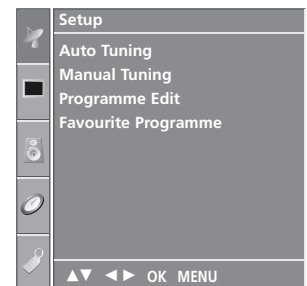 Setup
Auto Tuning
Manual Tuning
Programme Edit
Favourite Programme
▲▼ ◄► OK MENU